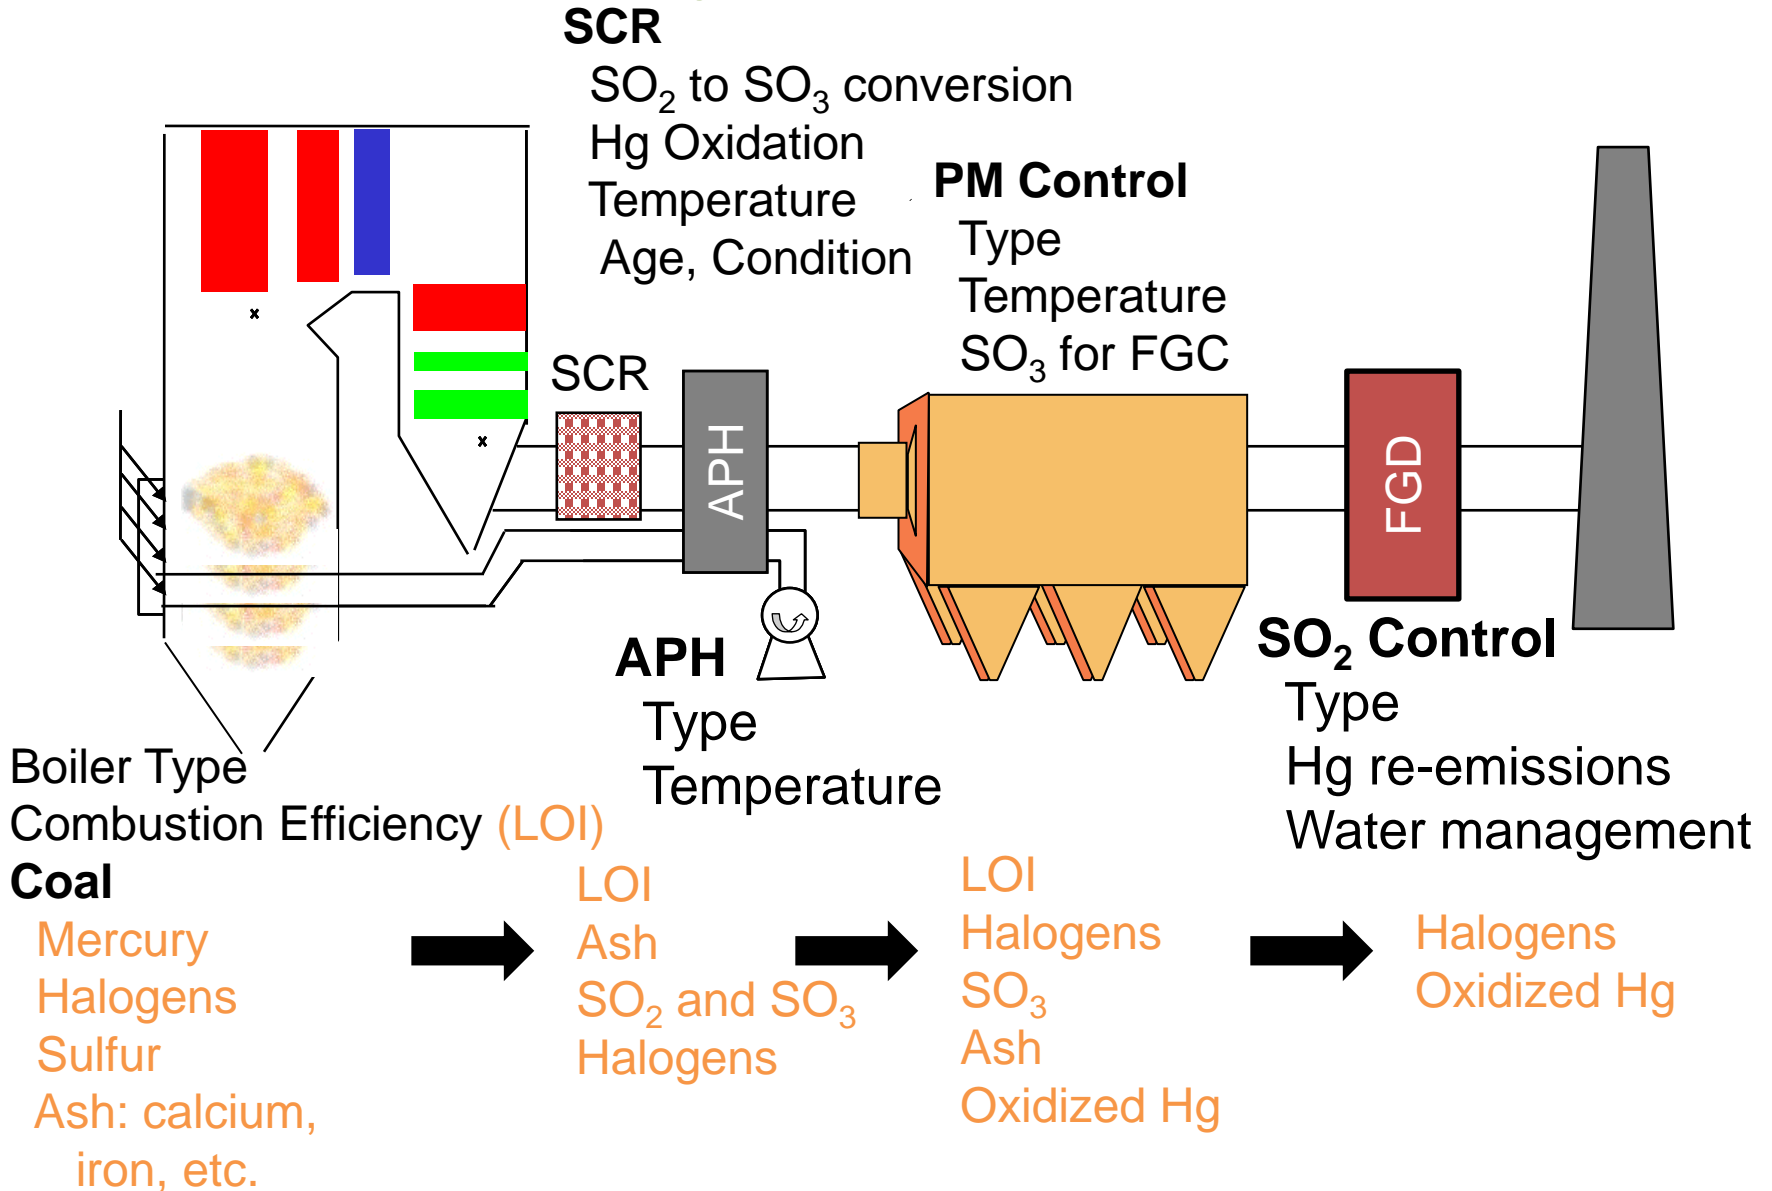 SCR
SO₂ to SO₃ conversion
Hg Oxidation
Temperature
Age, Condition
PM Control
Type
Temperature
SO₃ for FGC
SCR
APH
FGD
APH
Type
Temperature
SO₂ Control
Type
Hg re-emissions
Water management
Boiler Type
Combustion Efficiency (LOI)
Coal
Mercury
Halogens
Sulfur
Ash: calcium,
iron, etc.
LOI
Ash
SO₂ and SO₃
Halogens
LOI
Halogens
SO₃
Ash
Oxidized Hg
Halogens
Oxidized Hg